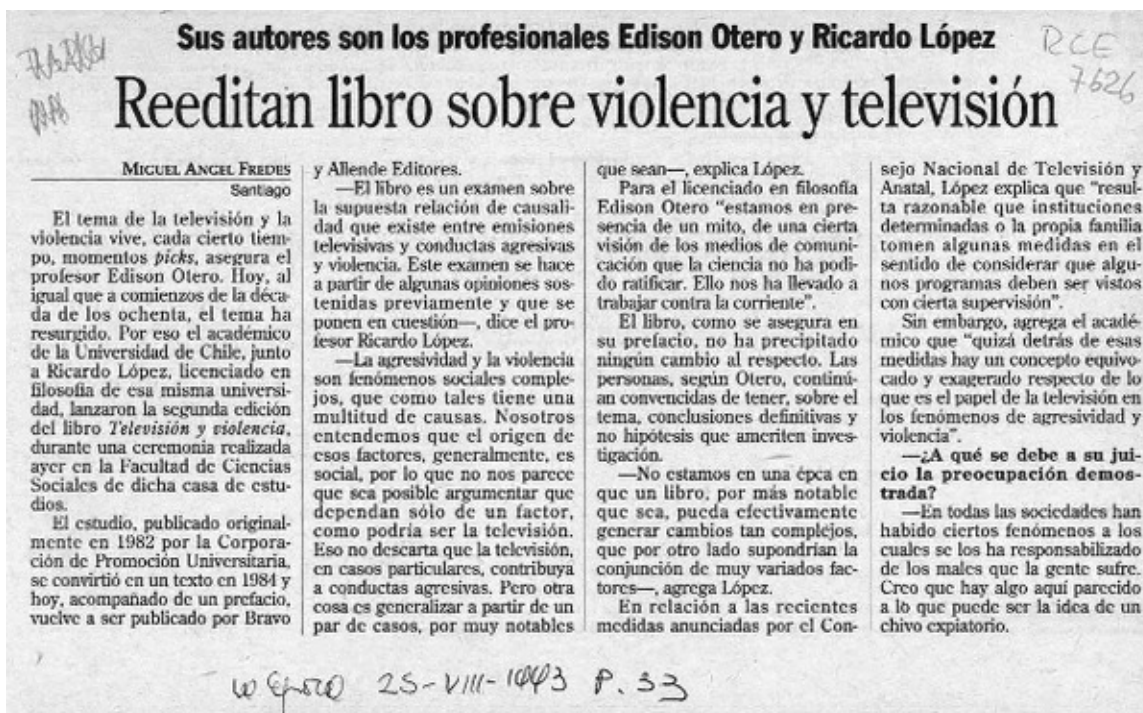 Sus autores son los profesionales Edison Otero y Ricardo López
RCE
7626
Reeditan libro sobre violencia y televisión
MIGUEL ANGEL FREDES
Santiago
El tema de la televisión y la
violencia vive, cada cierto tiem-
po, momentos picks, asegura el
profesor Edison Otero. Hoy, al
igual que a comienzos de la déca-
da de los ochenta, el tema ha
resurgido. Por eso el académico
de la Universidad de Chile, junto
a Ricardo López, licenciado en
filosofía de esa misma universi-
dad, lanzaron la segunda edición
del libro Televisión y violencia,
durante una ceremonia realizada
ayer en la Facultad de Ciencias
Sociales de dicha casa de estu-
dios.
El estudio, publicado original-
mente en 1982 por la Corpora-
ción de Promoción Universitaria,
se convirtió en un texto en 1984 y
hoy, acompañado de un prefacio,
vuelve a ser publicado por Bravo
y Allende Editores.
—El libro es un examen sobre
la supuesta relación de causali-
dad que existe entre emisiones
televisivas y conductas agresivas
y violencia. Este examen se hace
a partir de algunas opiniones sos-
tenidas previamente y que se
ponen en cuestión—, dice el pro-
fesor Ricardo López.
—La agresividad y la violencia
son fenómenos sociales comple-
jos, que como tales tiene una
multitud de causas. Nosotros
entendemos que el origen de
esos factores, generalmente, es
social, por lo que no nos parece
que sea posible argumentar que
dependan sólo de un factor,
como podría ser la televisión.
Eso no descarta que la televisión,
en casos particulares, contribuya
a conductas agresivas. Pero otra
cosa es generalizar a partir de un
par de casos, por muy notables
que sean—, explica López.
Para el licenciado en filosofía
Edison Otero “estamos en pre-
sencia de un mito, de una cierta
visión de los medios de comuni-
cación que la ciencia no ha podi-
do ratificar. Ello nos ha llevado a
trabajar contra la corriente”.
El libro, como se asegura en
su prefacio, no ha precipitado
ningún cambio al respecto. Las
personas, según Otero, continú-
an convencidas de tener, sobre el
tema, conclusiones definitivas y
no hipótesis que ameriten inves-
tigación.
—No estamos en una épca en
que un libro, por más notable
que sea, pueda efectivamente
generar cambios tan complejos,
que por otro lado supondrían la
conjunción de muy variados fac-
tores—, agrega López.
En relación a las recientes
medidas anunciadas por el Con-
sejo Nacional de Televisión y
Anatal, López explica que “resul-
ta razonable que instituciones
determinadas o la propia familia
tomen algunas medidas en el
sentido de considerar que algu-
nos programas deben ser vistos
con cierta supervisión”.
Sin embargo, agrega el acadé-
mico que “quizá detrás de esas
medidas hay un concepto equivo-
cado y exagerado respecto de lo
que es el papel de la televisión en
los fenómenos de agresividad y
violencia”.
—¿A qué se debe a su jui-
cio la preocupación demos-
trada?
—En todas las sociedades han
habido ciertos fenómenos a los
cuales se los ha responsabilizado
de los males que la gente sufre.
Creo que hay algo aquí parecido
a lo que puede ser la idea de un
chivo expiatorio.
La Epoca 25-VIII-1993 P. 33